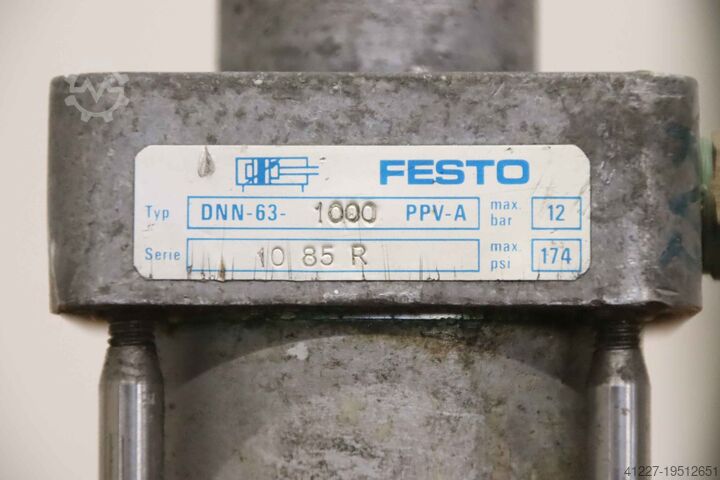 FESTO
Typ DNN-63- 1000 PPV-A max. bar 12
Serie 10 85 R max. psi 174
41227-19512651